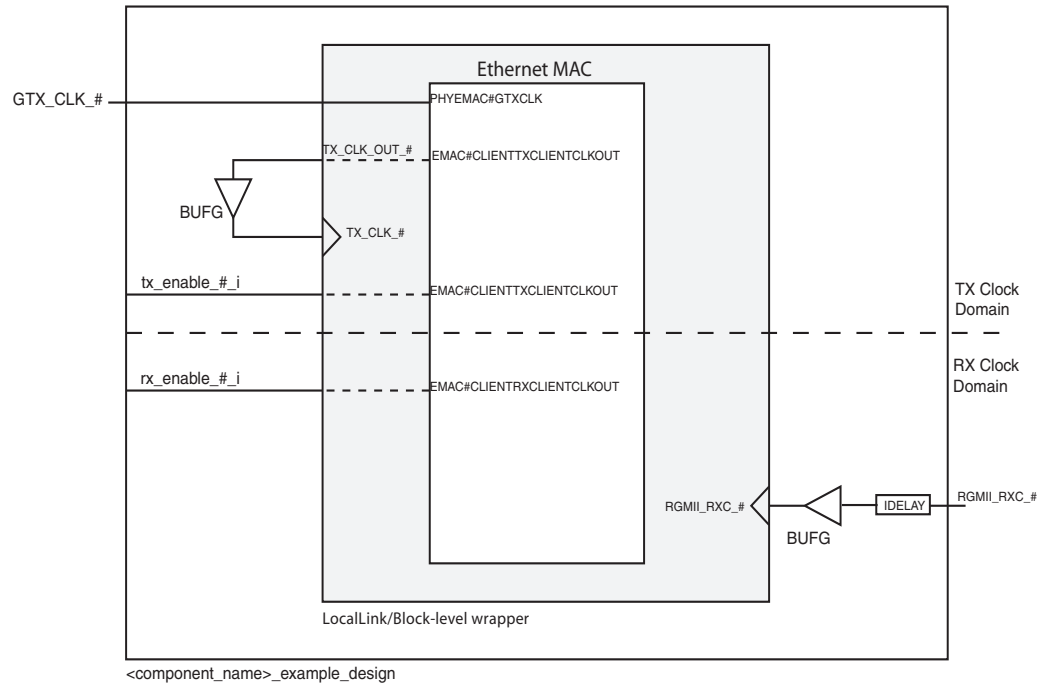 Ethernet MAC
GTX_CLK_#
PHYEMAC#GTXCLK
TX_CLK_OUT_#
EMAC#CLIENTTXCLIENTCLKOUT
BUFG
TX_CLK_#
tx_enable_#_i
EMAC#CLIENTTXCLIENTCLKOUT
TX Clock
Domain
rx_enable_#_i
EMAC#CLIENTRXCLIENTCLKOUT
RX Clock
Domain
RGMII_RXC_#
BUFG
IDELAY
RGMII_RXC_#
LocalLink/Block-level wrapper
<component_name>_example_design